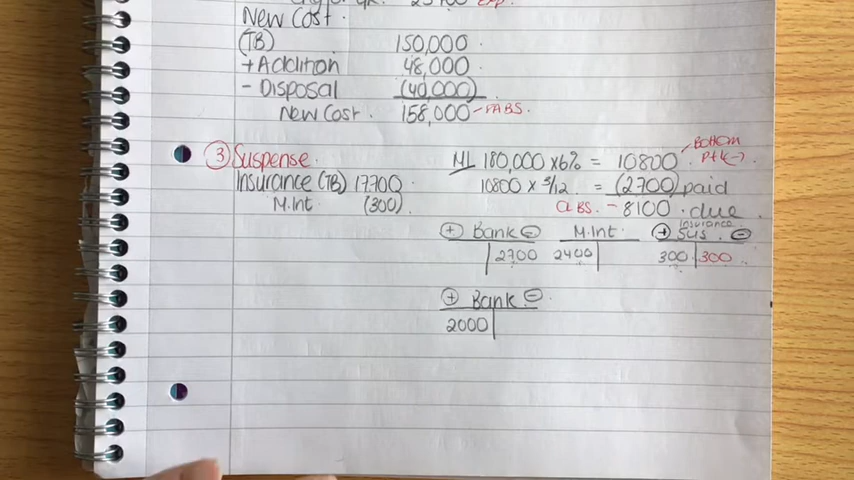 New Cost.
(TB) 150,000
+ Addition 48,000
- Disposal (40,000)
New Cost. 158,000 - FABS.
③ Suspense.
Insurance (TB) 17700
M.Int (300)
ML 180,000 x 6% = 10800 Bottom P+L
10800 x 3/12 = (2700) paid
CLBS. - 8100 . due
+ Bank - M.Int. + Insurance Sus. -
2700 2400 300 300
+ Bank -
2000